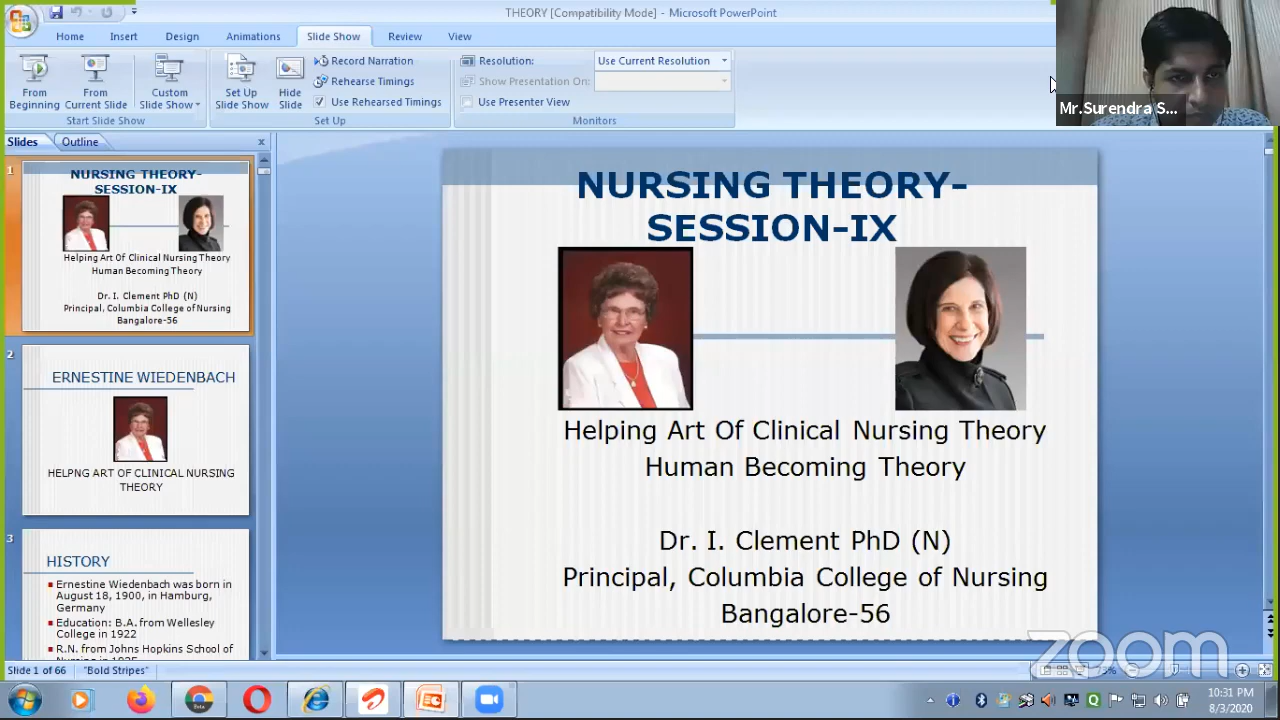 THEORY [Compatibility Mode] - Microsoft PowerPoint
Home Insert Design Animations Slide Show Review View
From Beginning
From Current Slide
Custom Slide Show
Start Slide Show
Set Up Slide Show
Hide Slide
Record Narration
Rehearse Timings
Use Rehearsed Timings
Set Up
Resolution: Use Current Resolution
Show Presentation On:
Use Presenter View
Monitors
Mr.Surendra S...
Slides Outline x
1
NURSING THEORY-
SESSION-IX
Helping Art Of Clinical Nursing Theory
Human Becoming Theory
Dr. I. Clement PhD (N)
Principal, Columbia College of Nursing
Bangalore-56
2
ERNESTINE WIEDENBACH
HELPNG ART OF CLINICAL NURSING
THEORY
3
HISTORY
Ernestine Wiedenbach was born in
August 18, 1900, in Hamburg,
Germany
Education: B.A. from Wellesley
College in 1922
R.N. from Johns Hopkins School of
Nursing in 1925
NURSING THEORY-
SESSION-IX
Helping Art Of Clinical Nursing Theory
Human Becoming Theory
Dr. I. Clement PhD (N)
Principal, Columbia College of Nursing
Bangalore-56
zoom
Slide 1 of 66 "Bold Stripes" 73%
10:31 PM
8/3/2020